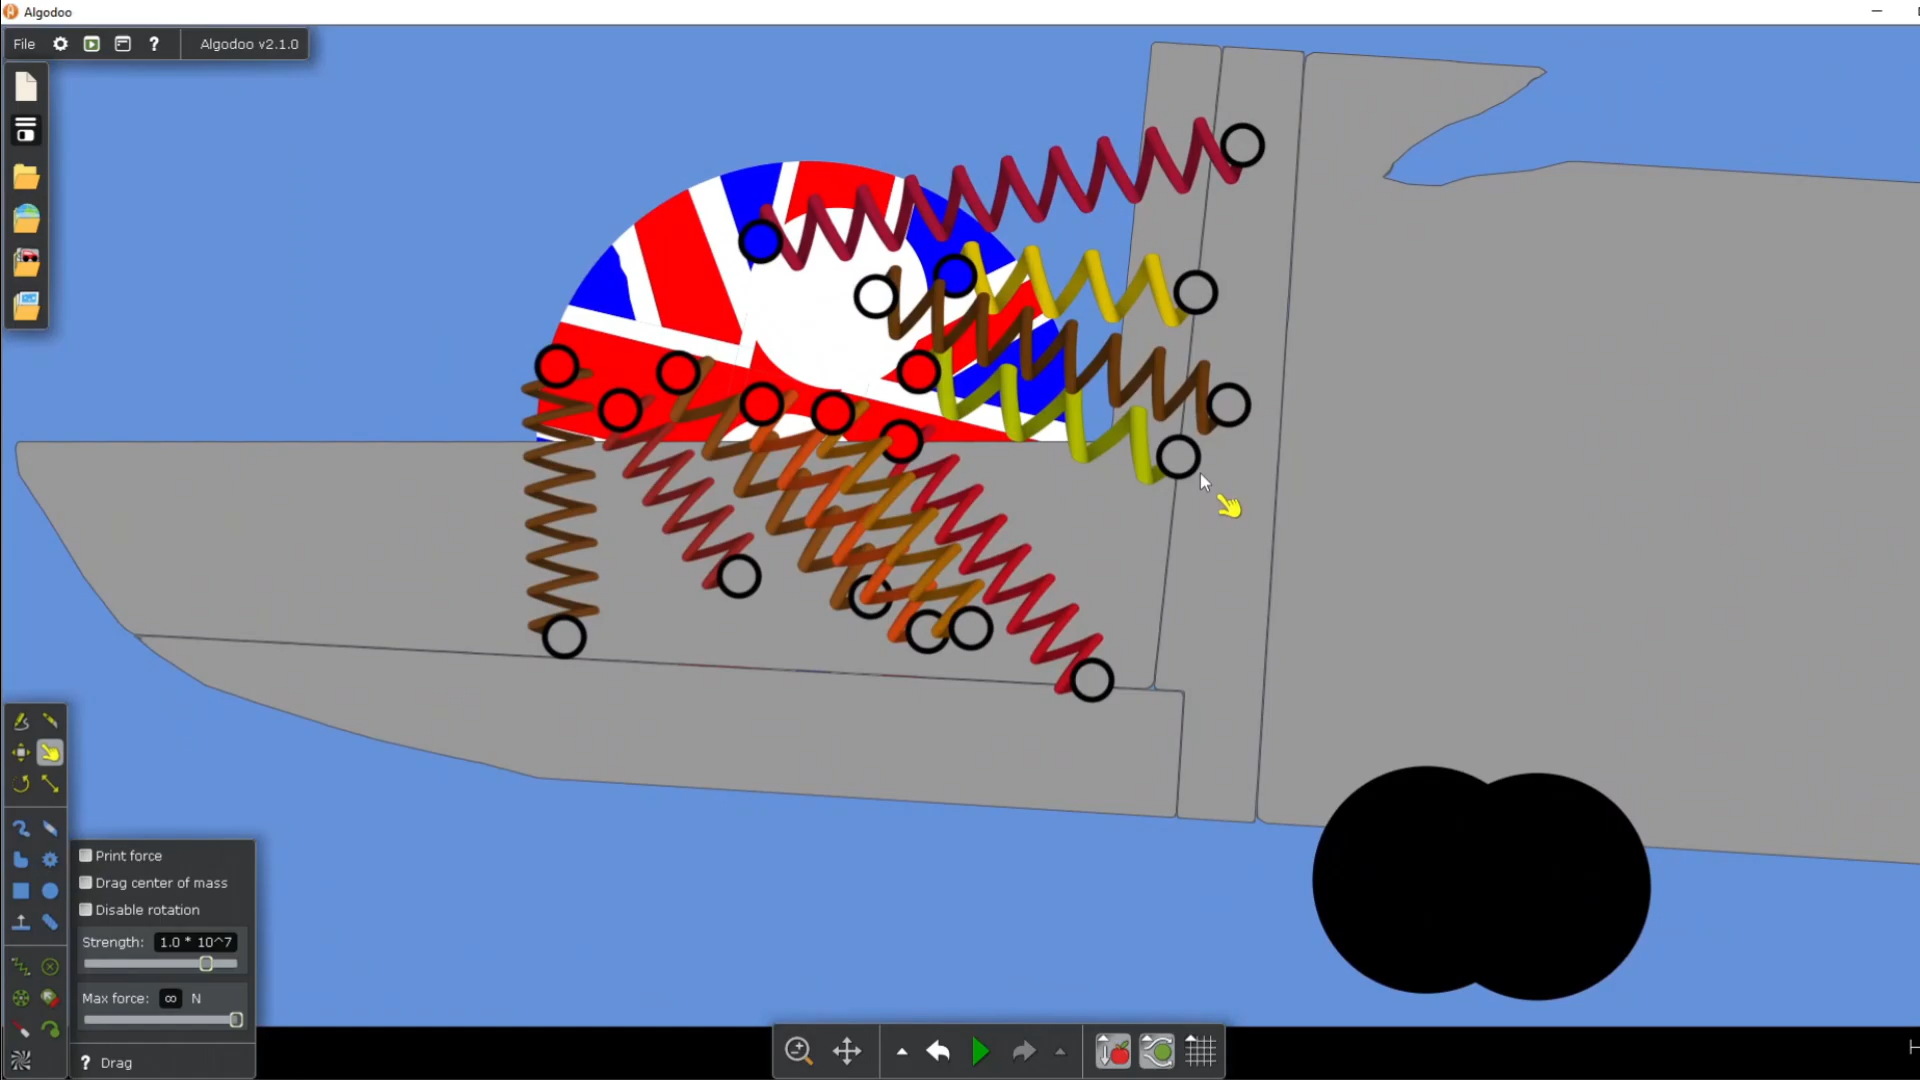 Algodoo
File ? Algodoo v2.1.0
Print force
Drag center of mass
Disable rotation
Strength: 1.0 * 10^7
Max force: ∞ N
? Drag